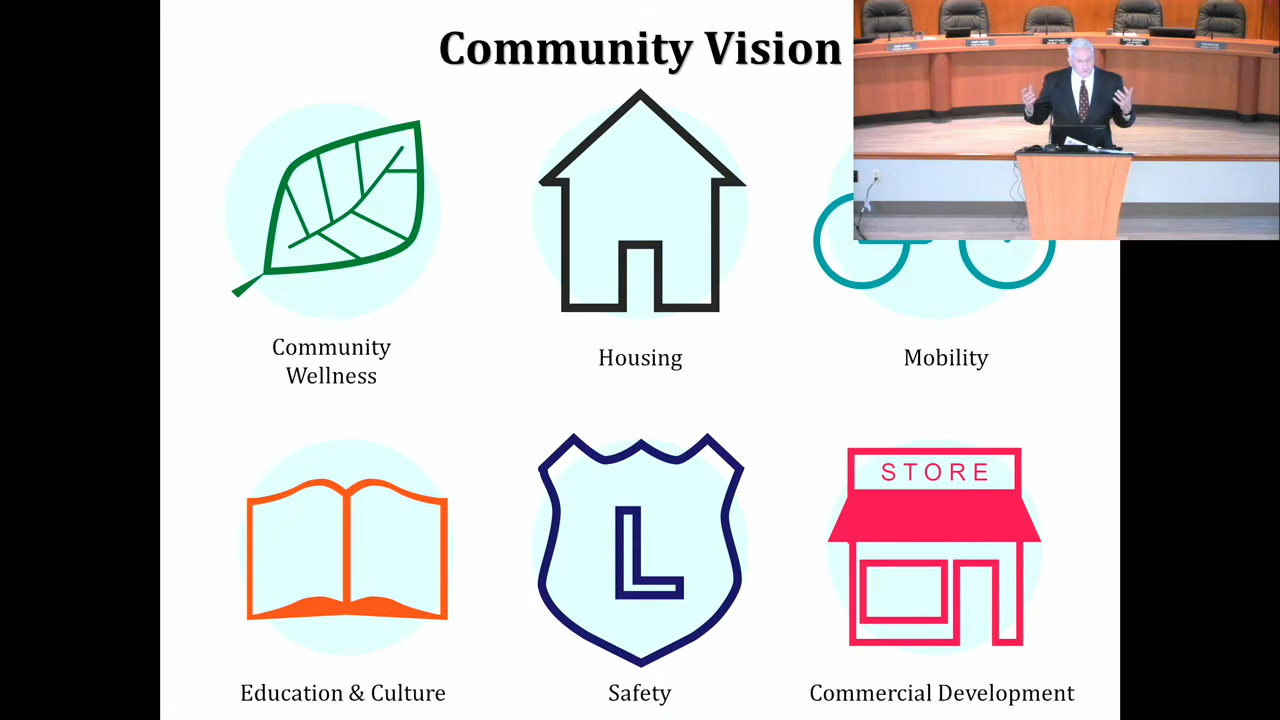 Community Vision
Community
Wellness
Housing
Mobility
STORE
L
Education & Culture
Safety
Commercial Development